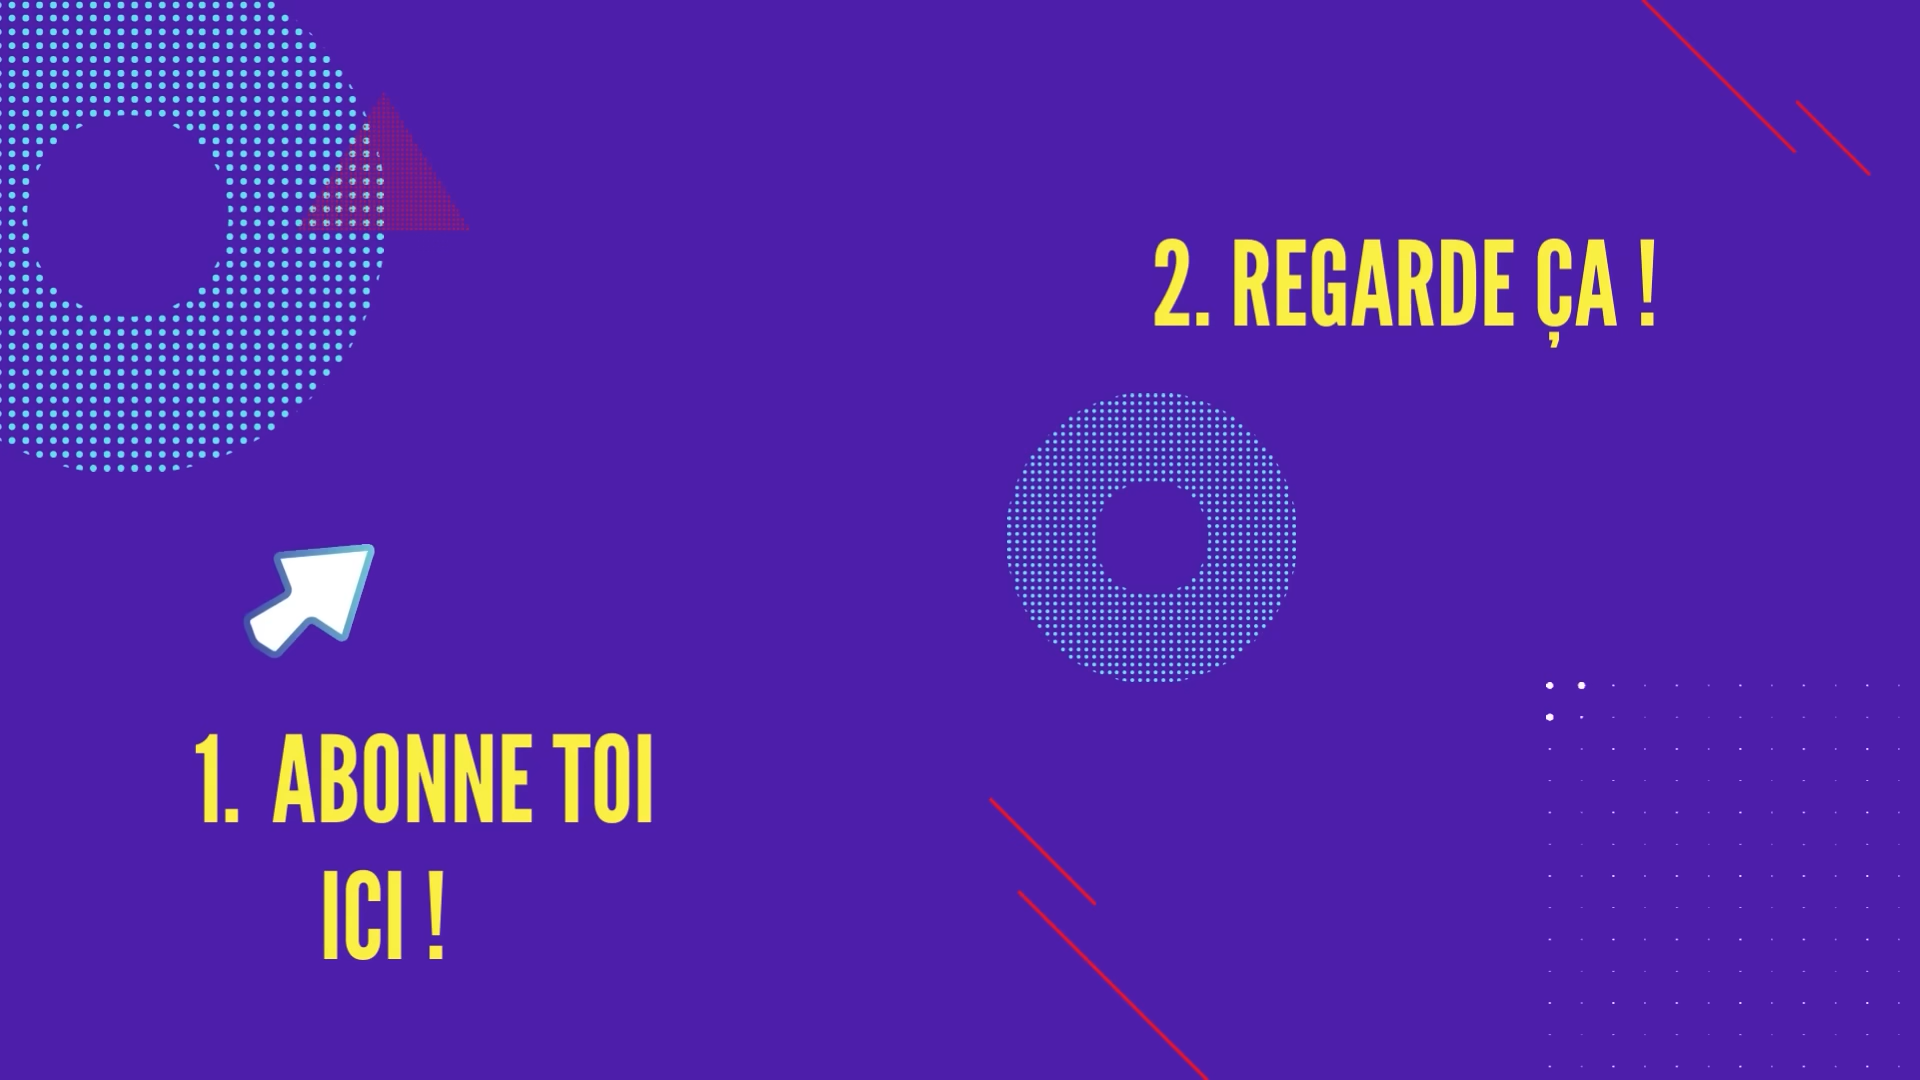 2. REGARDE ÇA !
1. ABONNE TOI
ICI !